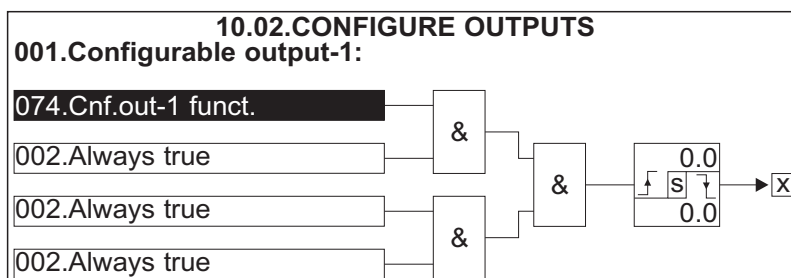 10.02.CONFIGURE OUTPUTS
001.Configurable output-1:
074.Cnf.out-1 funct.
&
002.Always true
0.0
&
S
X
002.Always true
0.0
&
002.Always true